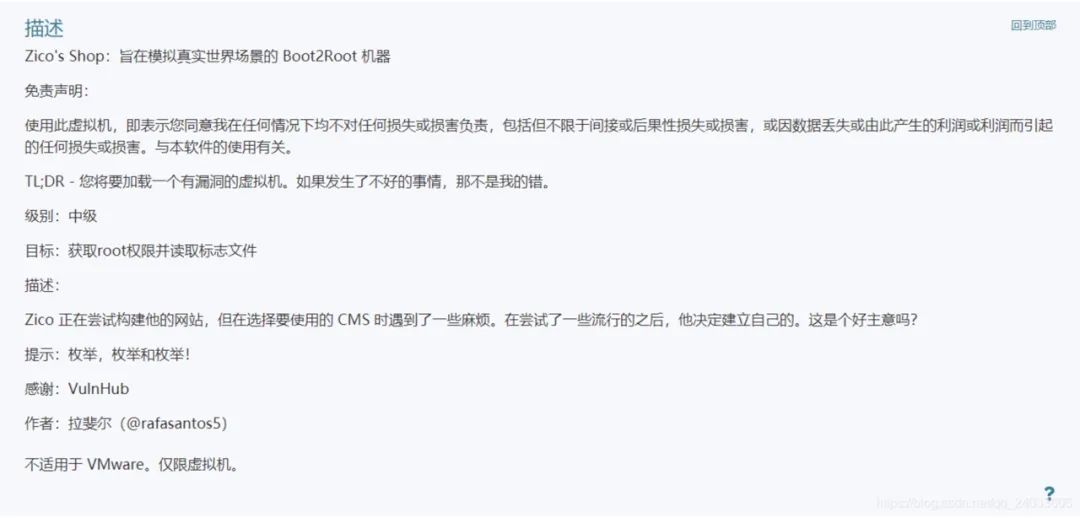 描述
回到顶部
Zico's Shop：旨在模拟真实世界场景的 Boot2Root 机器
免责声明：
使用此虚拟机，即表示您同意我在任何情况下均不对任何损失或损害负责，包括但不限于间接或后果性损失或损害，或因数据丢失或由此产生的利润或利润而引起
的任何损失或损害。与本软件的使用有关。
TL;DR - 您将要加载一个有漏洞的虚拟机。如果发生了不好的事情，那不是我的错。
级别：中级
目标：获取root权限并读取标志文件
描述：
Zico 正在尝试构建他的网站，但在选择要使用的 CMS 时遇到了一些麻烦。在尝试了一些流行的之后，他决定建立自己的。这是个好主意吗？
提示：枚举，枚举和枚举！
感谢：VulnHub
作者：拉斐尔（@rafasantos5）
不适用于 VMware。仅限虚拟机。
?